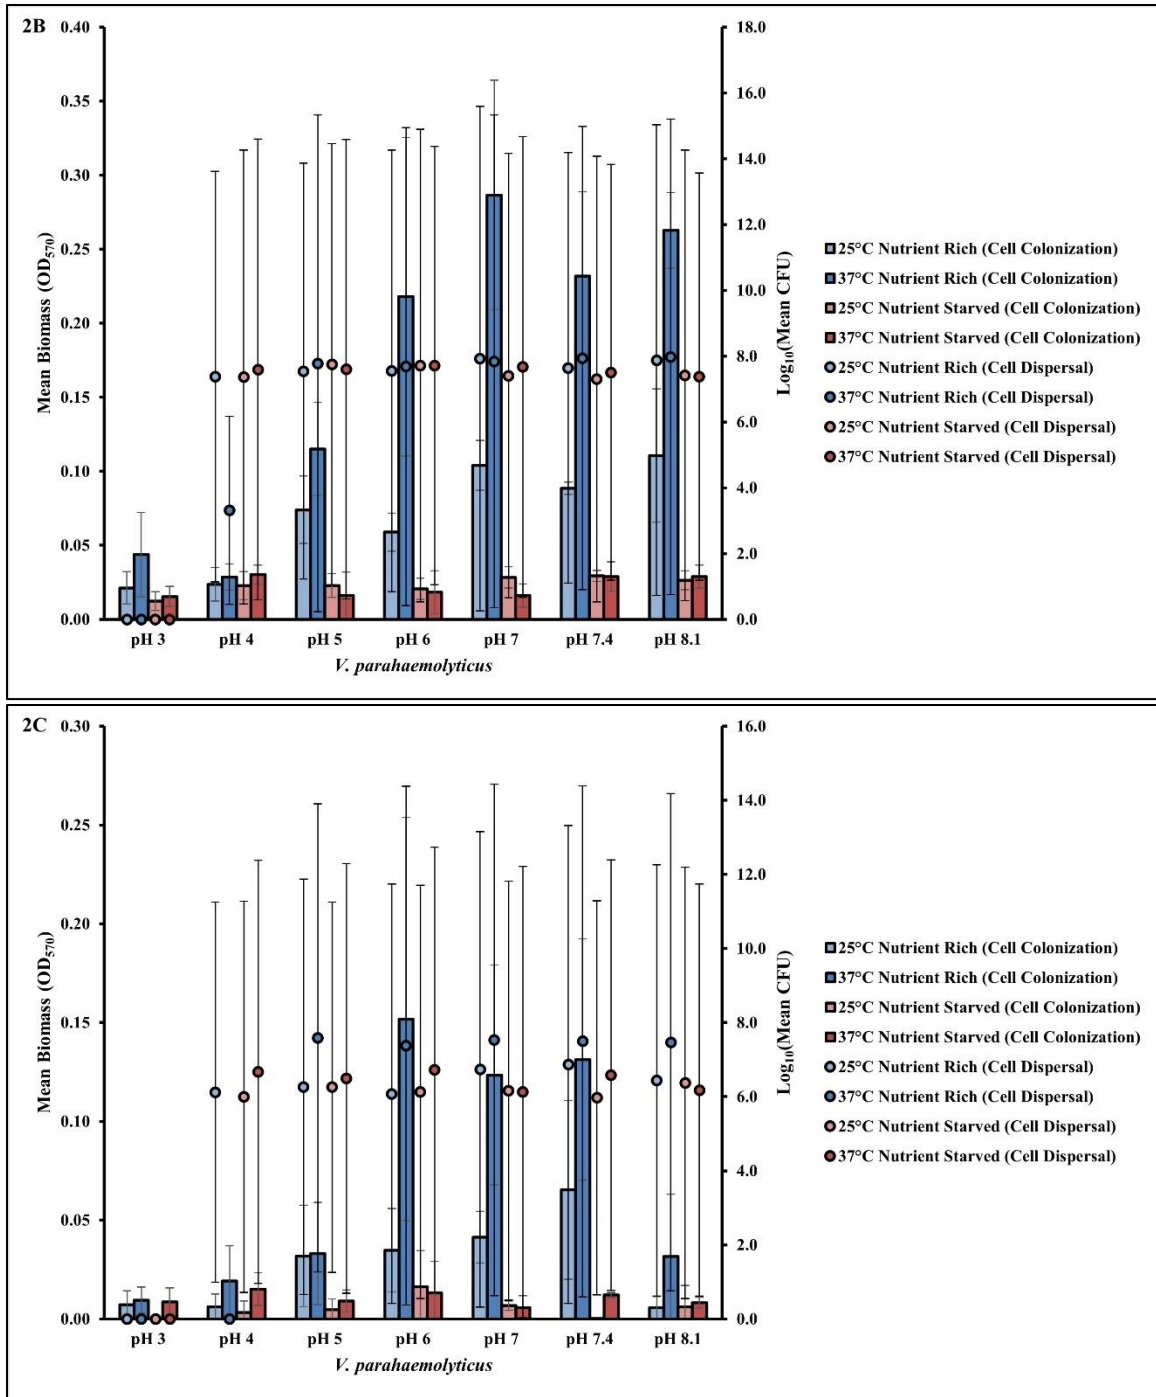 2B
0.40
0.35
0.30
0.25
0.20
0.15
0.10
0.05
0.00
Mean Biomass (OD570)
18.0
16.0
14.0
12.0
10.0
8.0
6.0
4.0
2.0
0.0
Log10(Mean CFU)
pH 3 pH 4 pH 5 pH 6 pH 7 pH 7.4 pH 8.1
V. parahaemolyticus
25°C Nutrient Rich (Cell Colonization)
37°C Nutrient Rich (Cell Colonization)
25°C Nutrient Starved (Cell Colonization)
37°C Nutrient Starved (Cell Colonization)
25°C Nutrient Rich (Cell Dispersal)
37°C Nutrient Rich (Cell Dispersal)
25°C Nutrient Starved (Cell Dispersal)
37°C Nutrient Starved (Cell Dispersal)
2C
0.30
0.25
0.20
0.15
0.10
0.05
0.00
Mean Biomass (OD570)
16.0
14.0
12.0
10.0
8.0
6.0
4.0
2.0
0.0
Log10(Mean CFU)
pH 3 pH 4 pH 5 pH 6 pH 7 pH 7.4 pH 8.1
V. parahaemolyticus
25°C Nutrient Rich (Cell Colonization)
37°C Nutrient Rich (Cell Colonization)
25°C Nutrient Starved (Cell Colonization)
37°C Nutrient Starved (Cell Colonization)
25°C Nutrient Rich (Cell Dispersal)
37°C Nutrient Rich (Cell Dispersal)
25°C Nutrient Starved (Cell Dispersal)
37°C Nutrient Starved (Cell Dispersal)